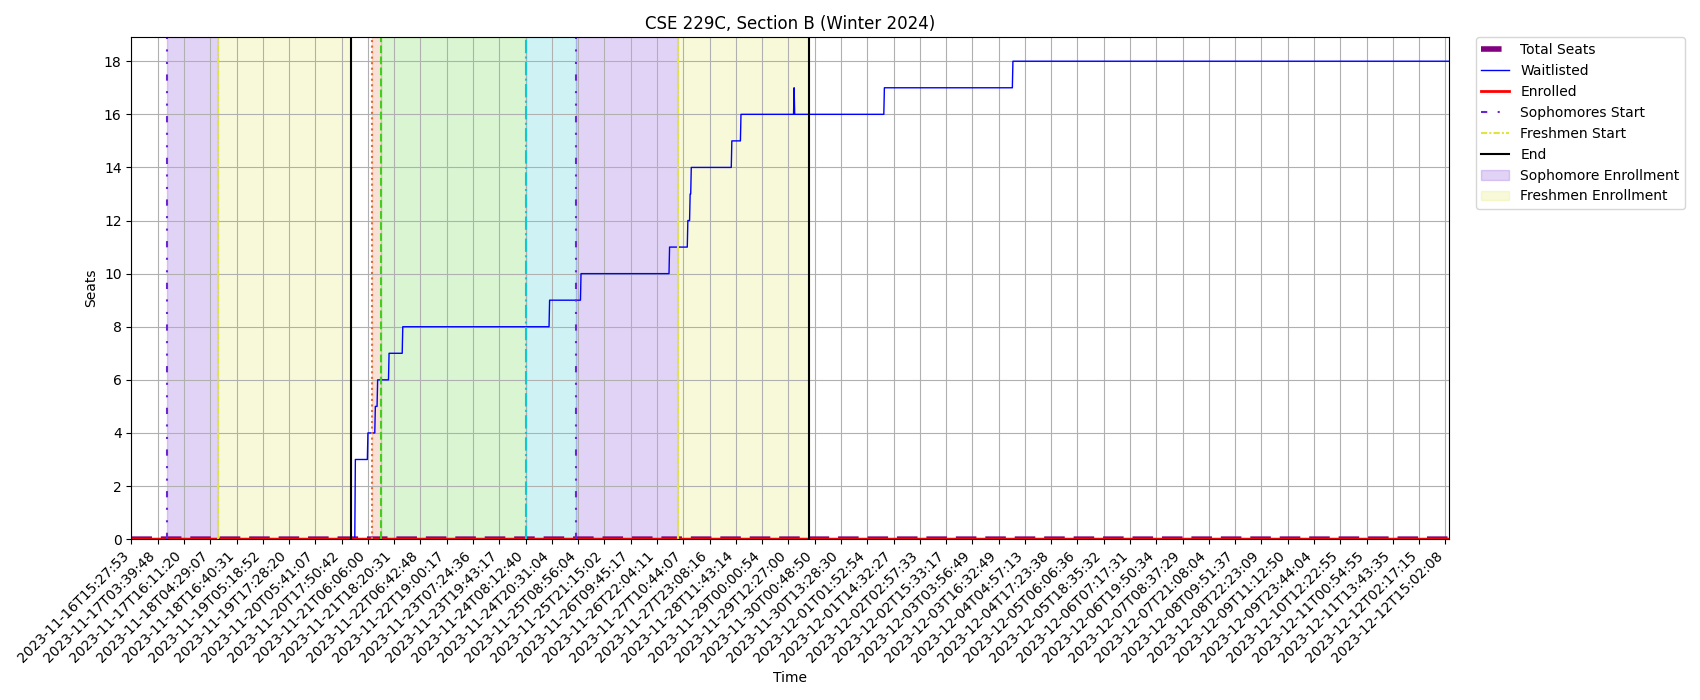 CSE 229C, Section B (Winter 2024)
Total Seats
Waitlisted
Enrolled
Sophomores Start
Freshmen Start
End
Sophomore Enrollment
Freshmen Enrollment
Seats
18
16
14
12
10
8
6
4
2
0
2023-11-16T15:27:53
2023-11-17T03:39:48
2023-11-17T16:11:20
2023-11-18T04:29:07
2023-11-18T16:40:31
2023-11-19T05:18:52
2023-11-19T17:28:20
2023-11-20T05:41:07
2023-11-20T17:50:42
2023-11-21T06:06:00
2023-11-21T18:20:31
2023-11-22T06:42:48
2023-11-22T19:00:17
2023-11-23T07:24:36
2023-11-23T19:43:17
2023-11-24T08:12:40
2023-11-24T20:31:04
2023-11-25T08:56:04
2023-11-25T21:15:02
2023-11-26T09:45:17
2023-11-26T22:04:11
2023-11-27T10:44:07
2023-11-27T23:08:16
2023-11-28T11:43:14
2023-11-29T00:00:54
2023-11-29T12:27:00
2023-11-30T00:48:50
2023-11-30T13:28:30
2023-12-01T01:52:54
2023-12-01T14:32:27
2023-12-02T02:57:33
2023-12-02T15:33:17
2023-12-03T03:56:49
2023-12-03T16:32:49
2023-12-04T04:57:13
2023-12-04T17:23:38
2023-12-05T06:06:36
2023-12-05T18:35:32
2023-12-06T07:17:31
2023-12-06T19:50:34
2023-12-07T08:37:29
2023-12-07T21:08:04
2023-12-08T09:51:37
2023-12-08T22:23:09
2023-12-09T11:12:50
2023-12-09T23:44:04
2023-12-10T12:22:55
2023-12-11T00:54:55
2023-12-11T13:43:35
2023-12-12T02:17:15
2023-12-12T15:02:08
Time